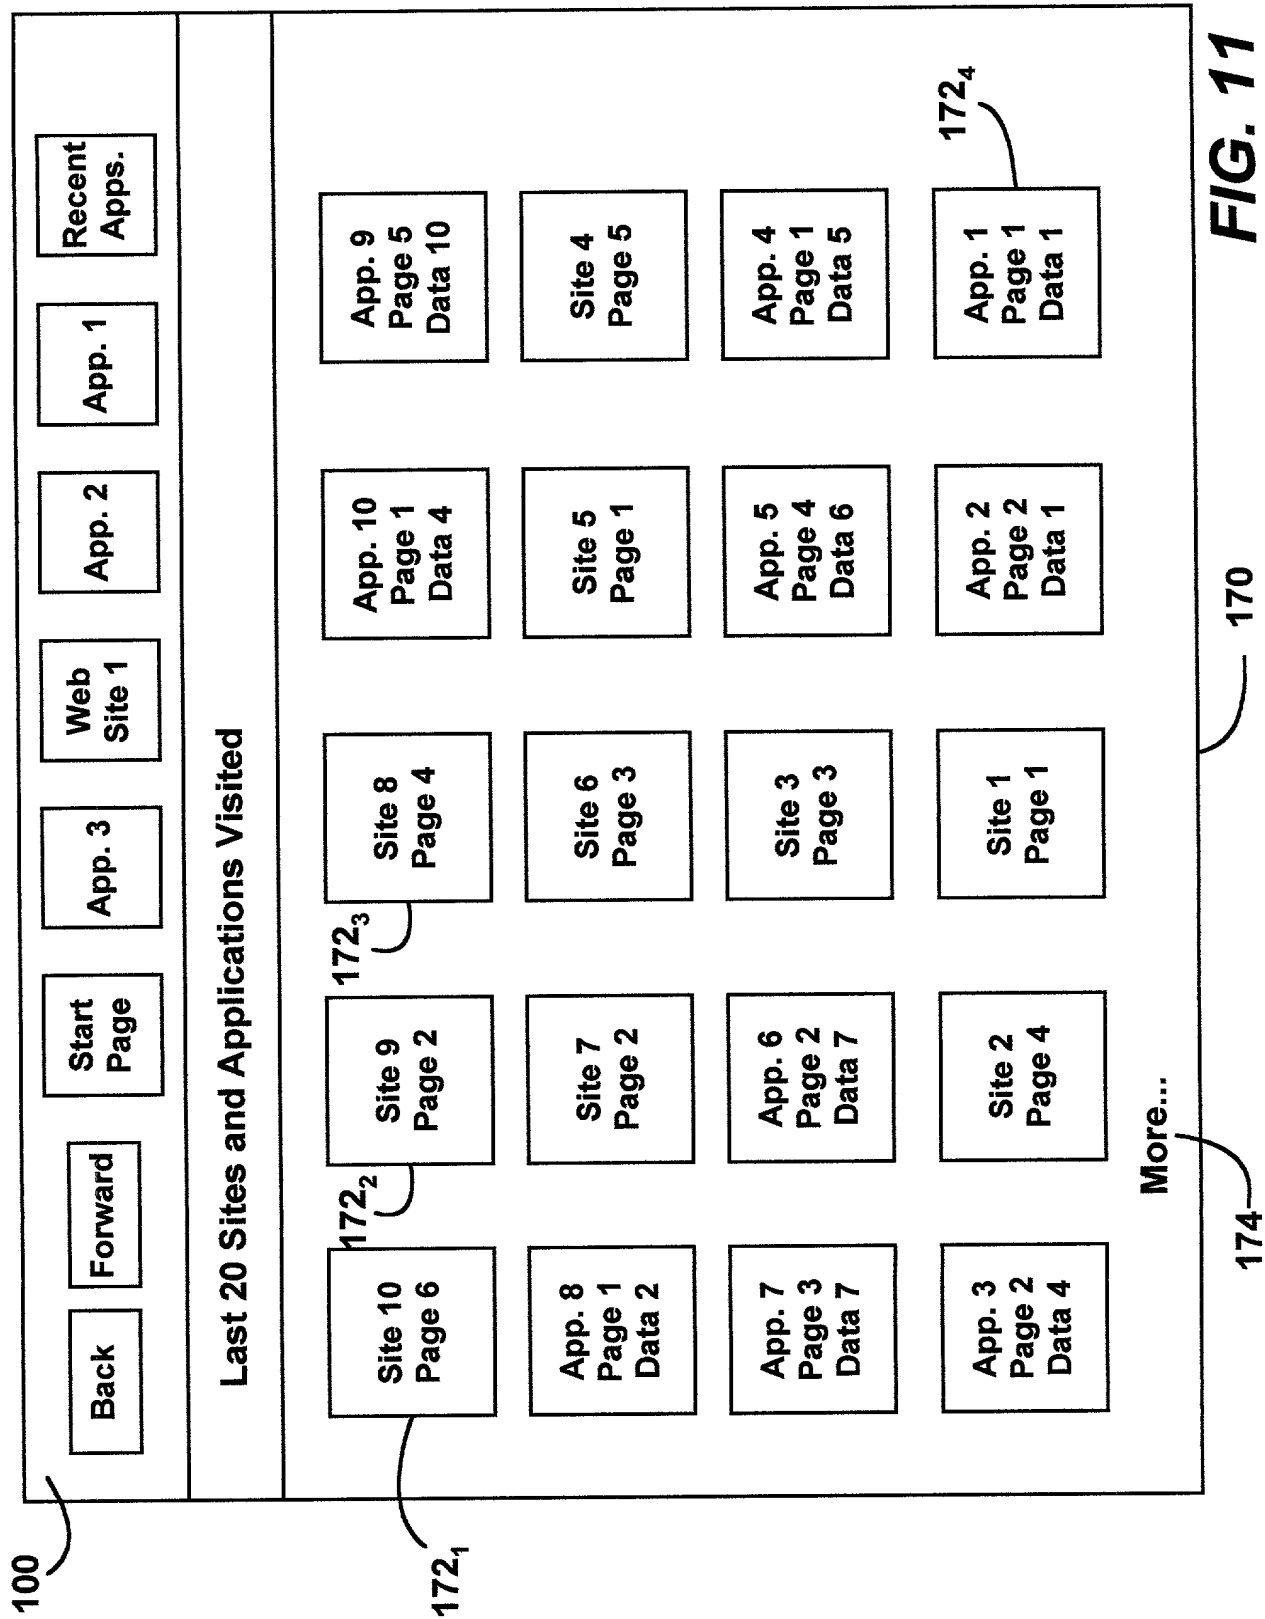 100
Back
Forward
Start
Page
App. 3
Web
Site 1
App. 2
App. 1
Recent
Apps.
Last 20 Sites and Applications Visited
172₁
172₂
172₃
Site 10
Page 6
Site 9
Page 2
Site 8
Page 4
App. 10
Page 1
Data 4
App. 9
Page 5
Data 10
App. 8
Page 1
Data 2
Site 7
Page 2
Site 6
Page 3
Site 5
Page 1
Site 4
Page 5
App. 7
Page 3
Data 7
App. 6
Page 2
Data 7
Site 3
Page 3
App. 5
Page 4
Data 6
App. 4
Page 1
Data 5
172₄
App. 3
Page 2
Data 4
Site 2
Page 4
Site 1
Page 1
App. 2
Page 2
Data 1
App. 1
Page 1
Data 1
More...
174
170
FIG. 11